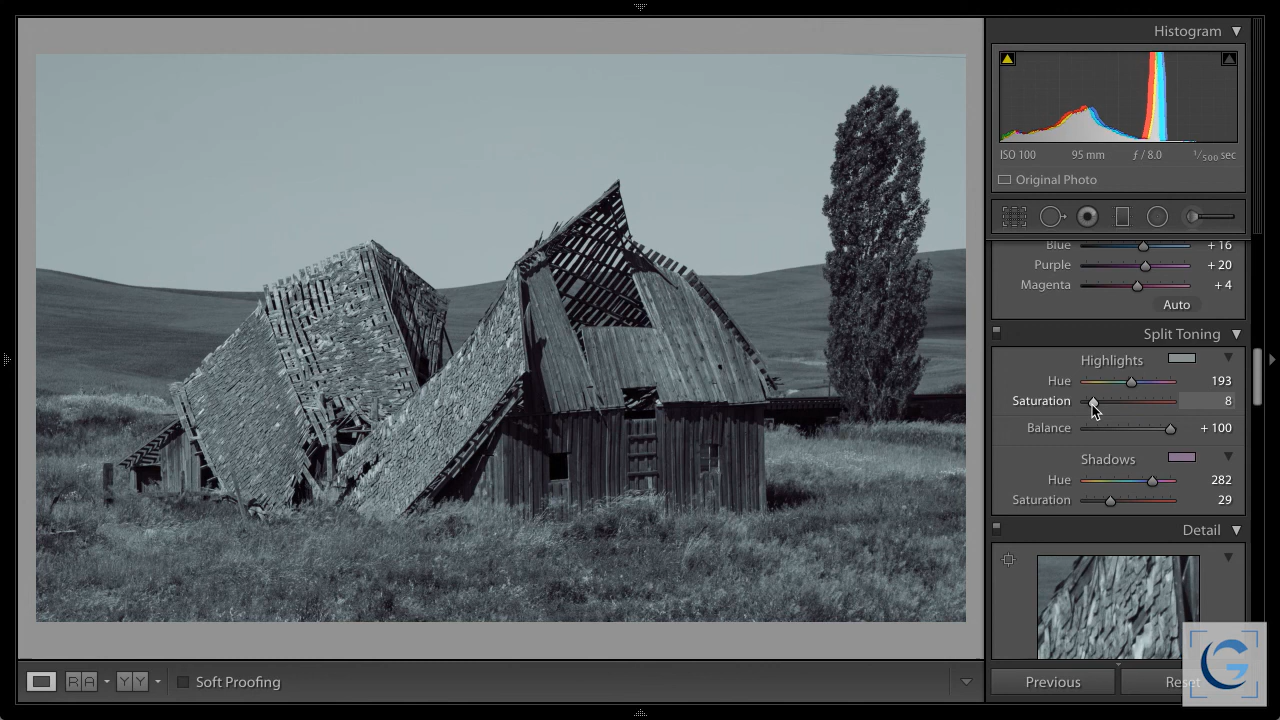 Histogram
ISO 100 95 mm ƒ / 8.0 1/500 sec
Original Photo
Blue + 16
Purple + 20
Magenta + 4
Auto
Split Toning
Highlights
Hue 193
Saturation 8
Balance + 100
Shadows
Hue 282
Saturation 29
Detail
R A Y Y Soft Proofing
Previous Reset
G